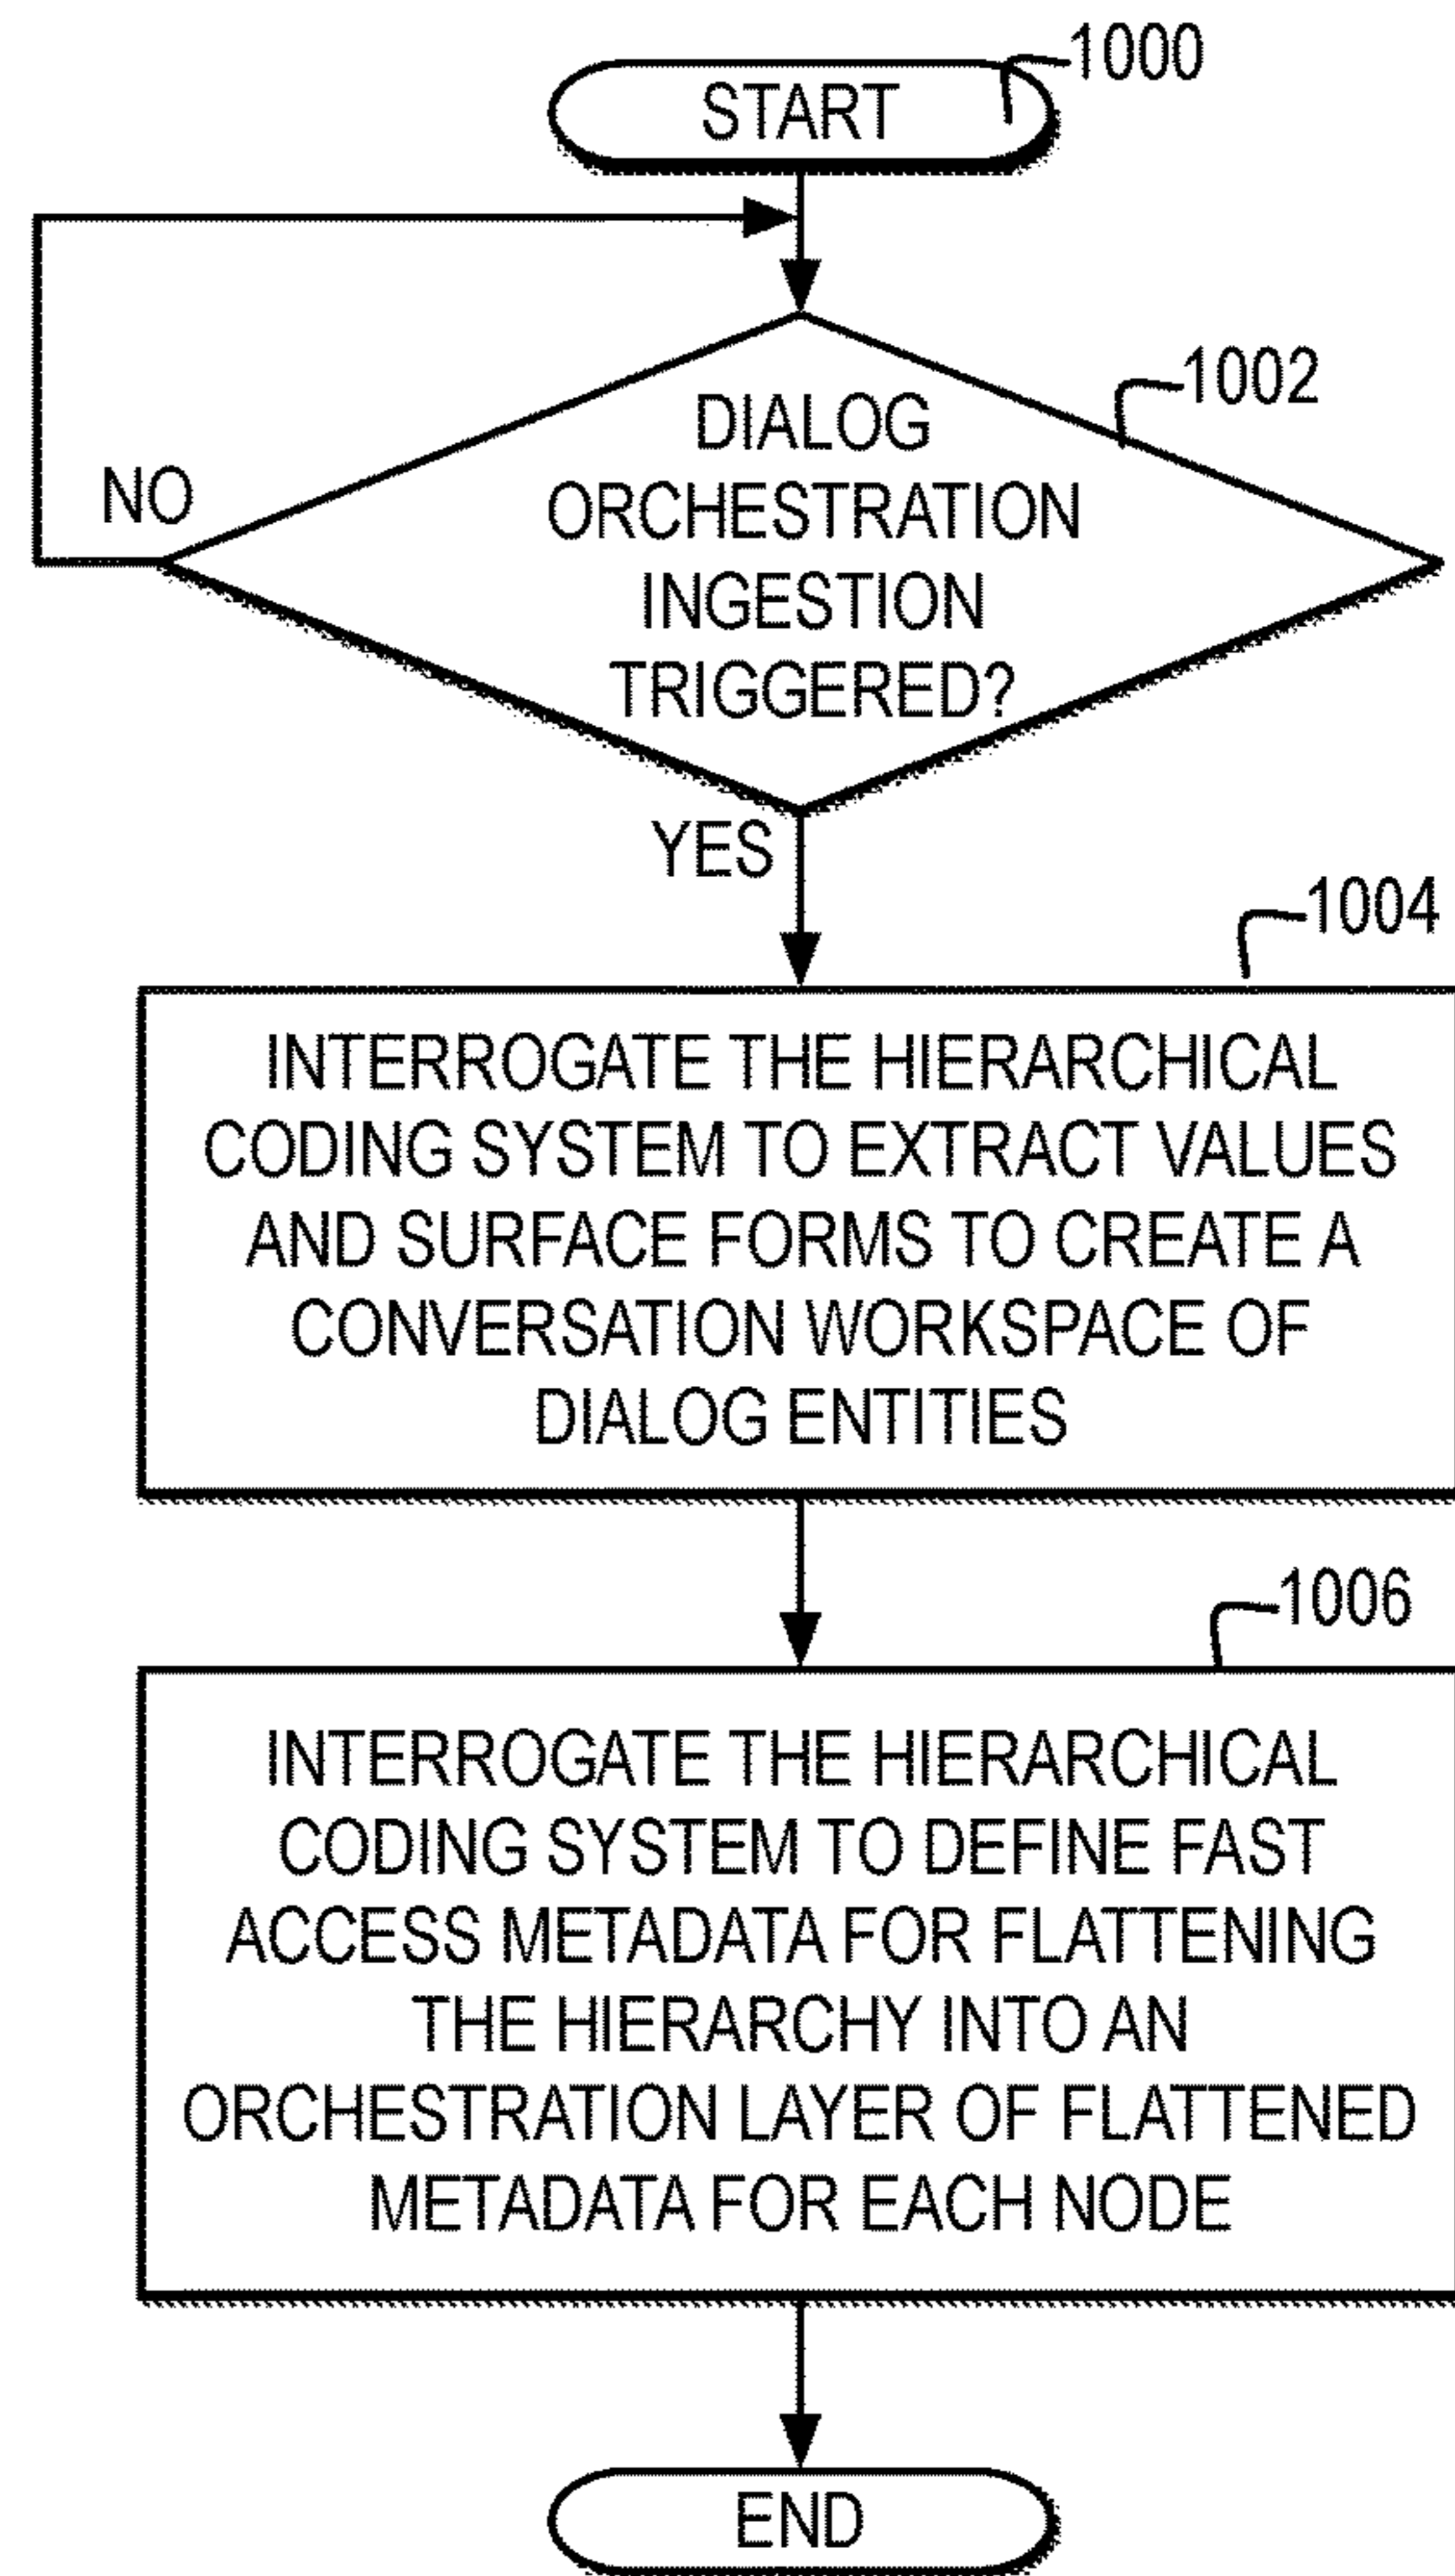 1000
START
1002
DIALOG
ORCHESTRATION
INGESTION
TRIGGERED?
NO
YES
1004
INTERROGATE THE HIERARCHICAL
CODING SYSTEM TO EXTRACT VALUES
AND SURFACE FORMS TO CREATE A
CONVERSATION WORKSPACE OF
DIALOG ENTITIES
1006
INTERROGATE THE HIERARCHICAL
CODING SYSTEM TO DEFINE FAST
ACCESS METADATA FOR FLATTENING
THE HIERARCHY INTO AN
ORCHESTRATION LAYER OF FLATTENED
METADATA FOR EACH NODE
END